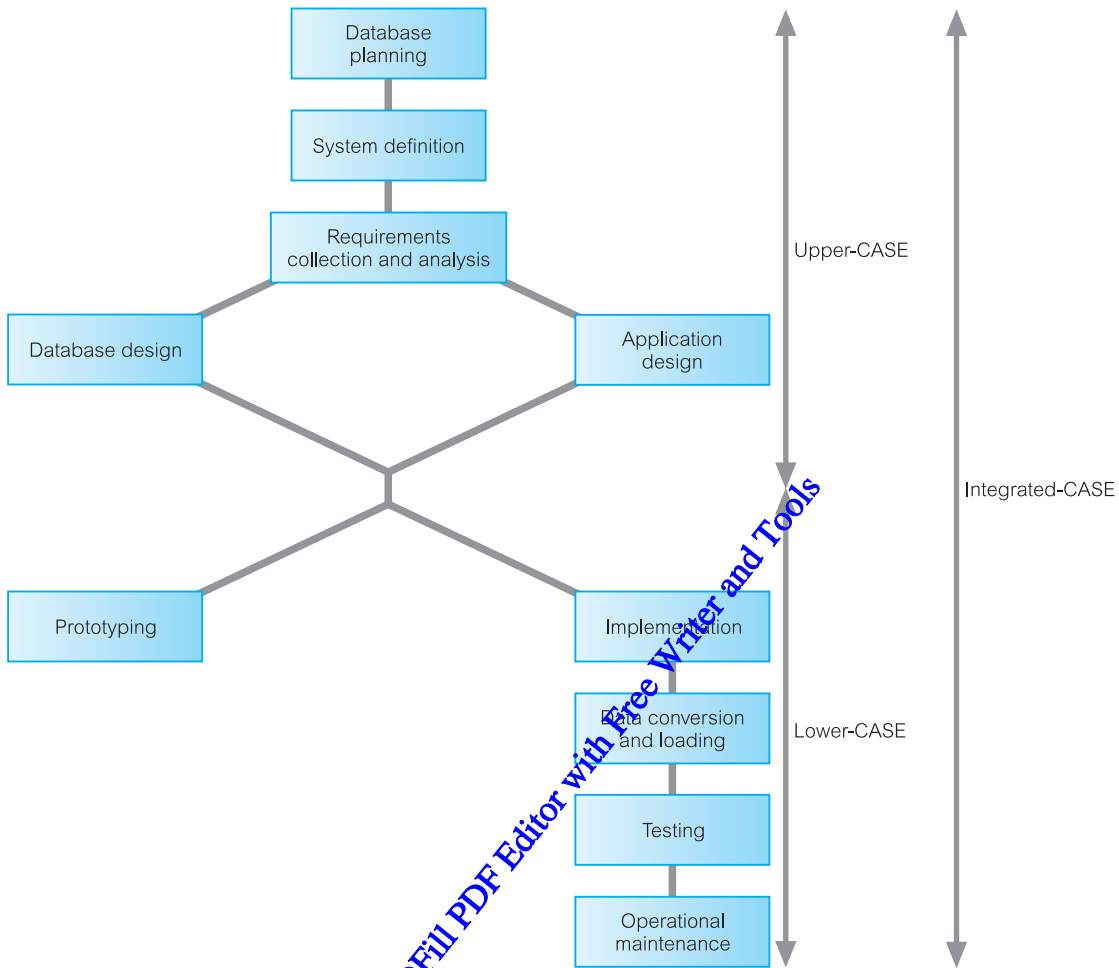 Database
planning
System definition
Requirements
collection and analysis
Upper-CASE
Database design
Application
design
Integrated-CASE
Prototyping
Implementation
Data conversion
and loading
Lower-CASE
Testing
Operational
maintenance
PDF Editor with Free Writer and Tools